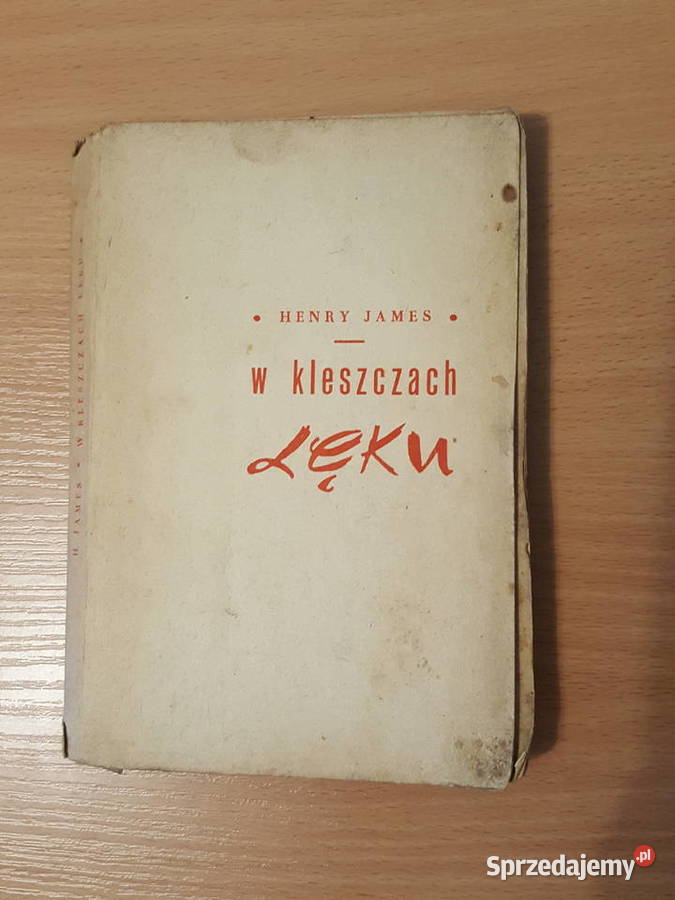 • HENRY JAMES •
w kleszczach
LĘKU
H. JAMES • W KLESZCZACH LĘKU •
Sprzedajemy.pl